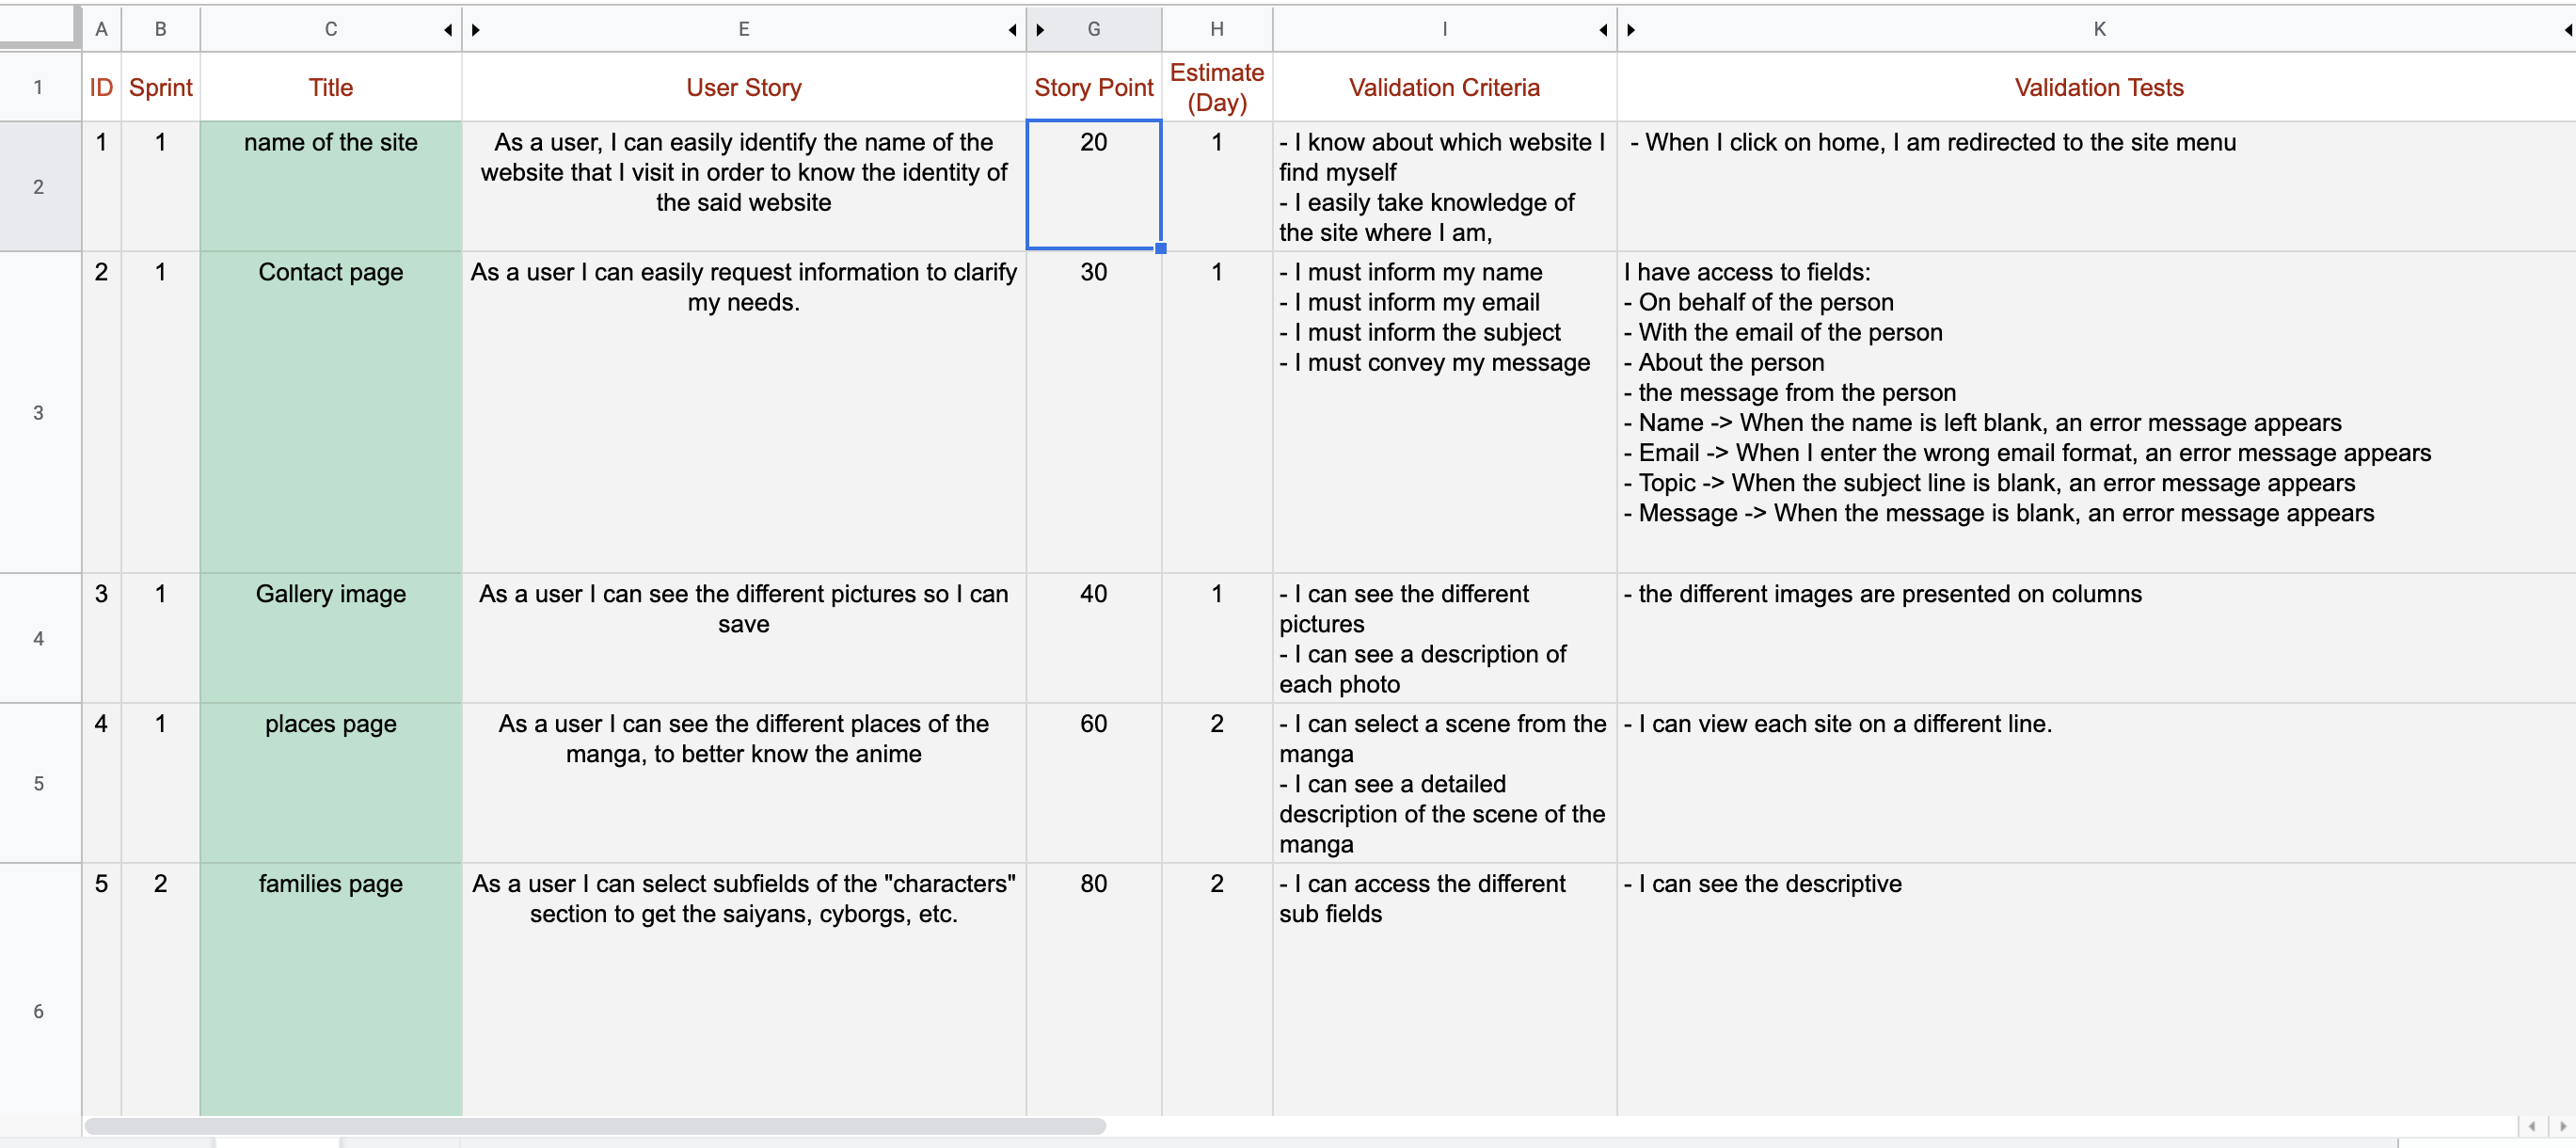 A B C E G H I K
1 ID Sprint Title User Story Story Point Estimate (Day) Validation Criteria Validation Tests
2 1 1 name of the site
As a user, I can easily identify the name of the
website that I visit in order to know the identity of
the said website
20 1
- I know about which website I
find myself
- I easily take knowledge of
the site where I am,
- When I click on home, I am redirected to the site menu
3 2 1 Contact page
As a user I can easily request information to clarify
my needs.
30 1
- I must inform my name
- I must inform my email
- I must inform the subject
- I must convey my message
I have access to fields:
- On behalf of the person
- With the email of the person
- About the person
- the message from the person
- Name -> When the name is left blank, an error message appears
- Email -> When I enter the wrong email format, an error message appears
- Topic -> When the subject line is blank, an error message appears
- Message -> When the message is blank, an error message appears
4 3 1 Gallery image
As a user I can see the different pictures so I can
save
40 1
- I can see the different
pictures
- I can see a description of
each photo
- the different images are presented on columns
5 4 1 places page
As a user I can see the different places of the
manga, to better know the anime
60 2
- I can select a scene from the
manga
- I can see a detailed
description of the scene of the
manga
- I can view each site on a different line.
6 5 2 families page
As a user I can select subfields of the "characters"
section to get the saiyans, cyborgs, etc.
80 2
- I can access the different
sub fields
- I can see the descriptive